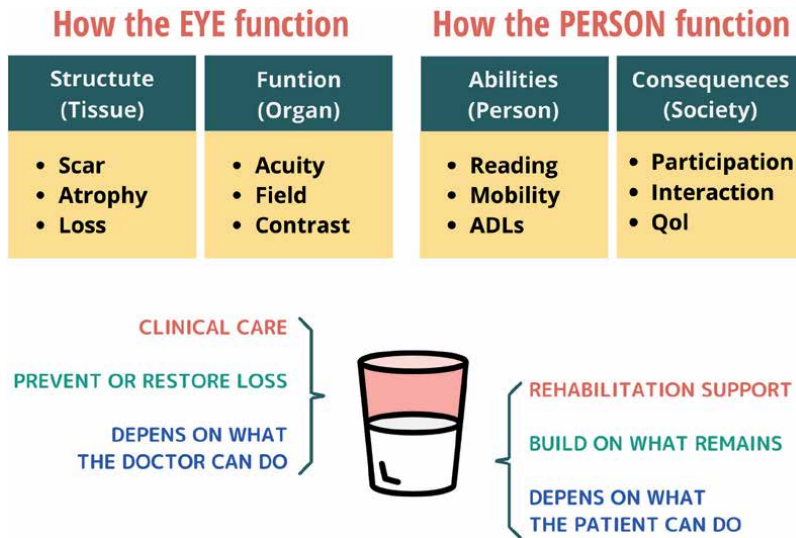 How the EYE function
How the PERSON function
Structute
(Tissue)
Funtion
(Organ)
Abilities
(Person)
Consequences
(Society)
• Scar
• Atrophy
• Loss
• Acuity
• Field
• Contrast
• Reading
• Mobility
• ADLs
• Participation
• Interaction
• Qol
CLINICAL CARE
PREVENT OR RESTORE LOSS
DEPENS ON WHAT
THE DOCTOR CAN DO
REHABILITATION SUPPORT
BUILD ON WHAT REMAINS
DEPENS ON WHAT
THE PATIENT CAN DO